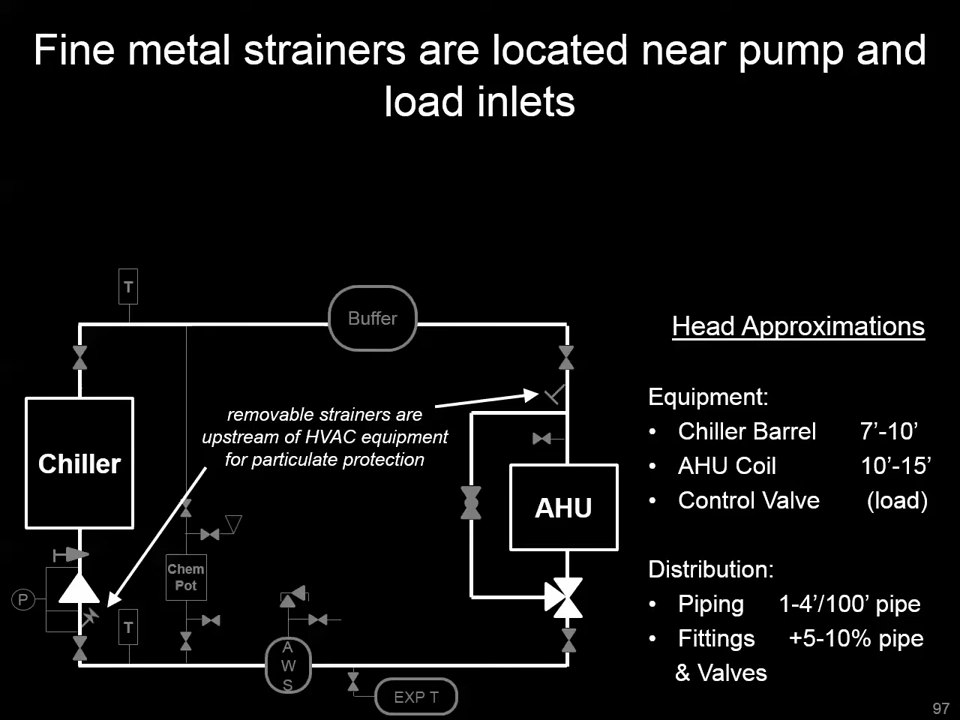 Fine metal strainers are located near pump and
load inlets
T
Buffer
Head Approximations
removable strainers are
upstream of HVAC equipment
for particulate protection
Chiller
AHU
Equipment:
• Chiller Barrel 7’-10’
• AHU Coil 10’-15’
• Control Valve (load)
Chem
Pot
P
T
A
W
S
EXP T
Distribution:
• Piping 1-4’/100’ pipe
• Fittings +5-10% pipe
& Valves
97